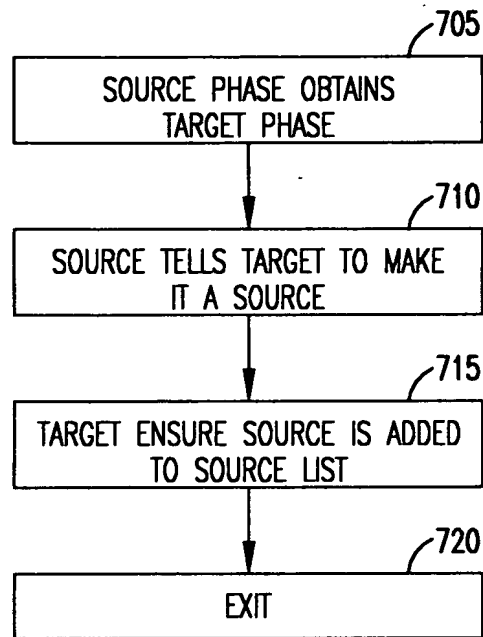 705
SOURCE PHASE OBTAINS
TARGET PHASE
710
SOURCE TELLS TARGET TO MAKE
IT A SOURCE
715
TARGET ENSURE SOURCE IS ADDED
TO SOURCE LIST
720
EXIT